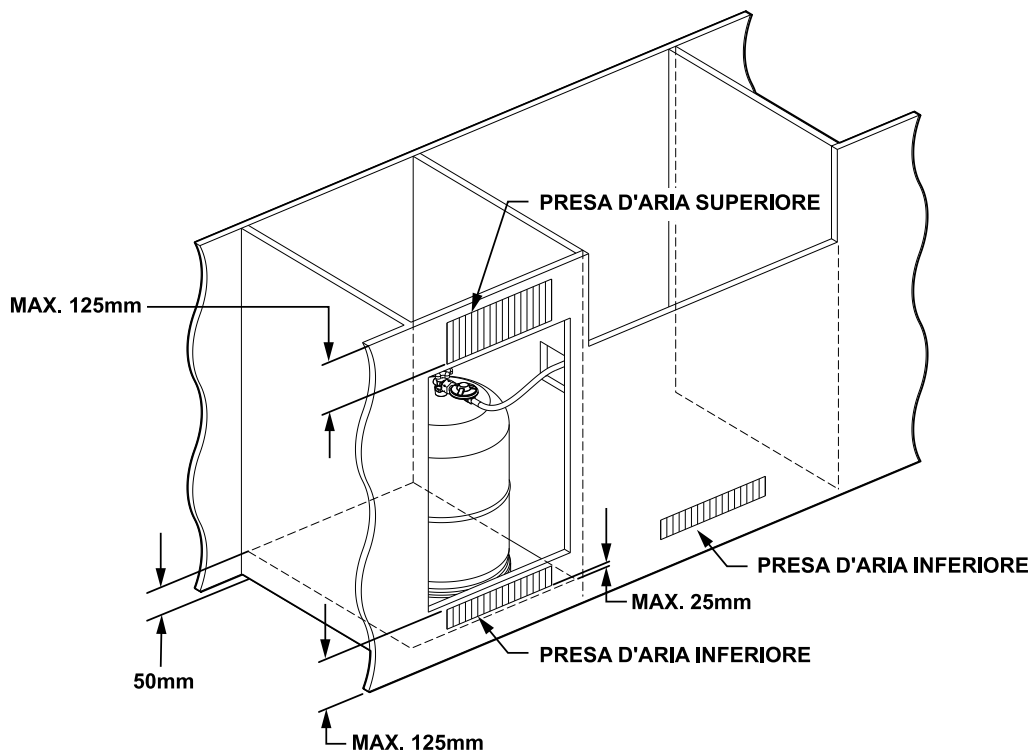 PRESA D'ARIA SUPERIORE
MAX. 125mm
PRESA D'ARIA INFERIORE
MAX. 25mm
PRESA D'ARIA INFERIORE
50mm
MAX. 125mm